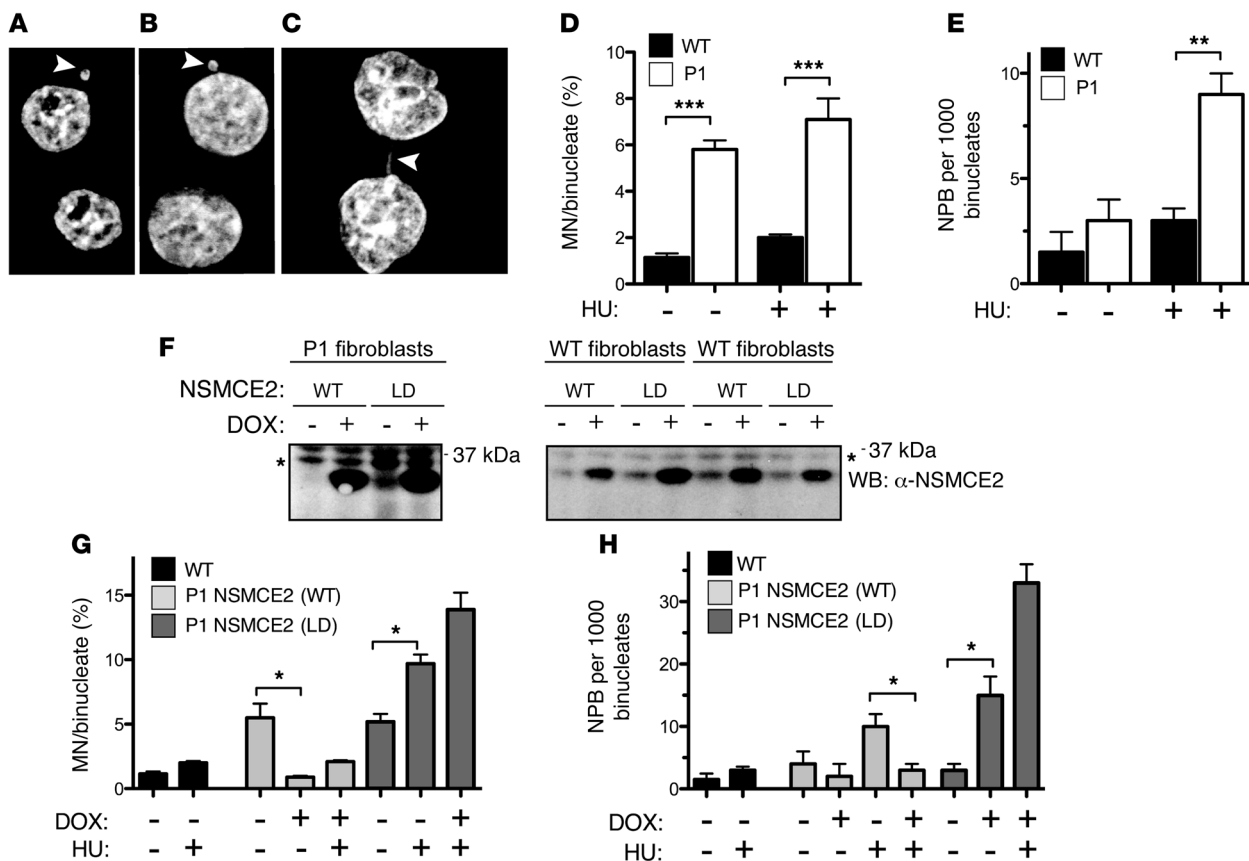 A
B
C
D
10
8
6
4
2
0
MN/binucleate (%)
WT
P1
***
***
HU:
- - + +
E
10
5
0
NPB per 1000
binucleates
WT
P1
**
HU:
- - + +
F
P1 fibroblasts
WT fibroblasts WT fibroblasts
NSMCE2: WT LD WT LD WT LD
DOX: - + - + - + - + - + - +
* -37 kDa
* -37 kDa
WB: α-NSMCE2
G
15
10
5
0
MN/binucleate (%)
WT
P1 NSMCE2 (WT)
P1 NSMCE2 (LD)
*
*
DOX: - - - + + - - +
HU: - + - - + - + +
H
30
20
10
0
NPB per 1000
binucleates
WT
P1 NSMCE2 (WT)
P1 NSMCE2 (LD)
*
*
DOX: - - - + - + - + +
HU: - + - - + + - - +